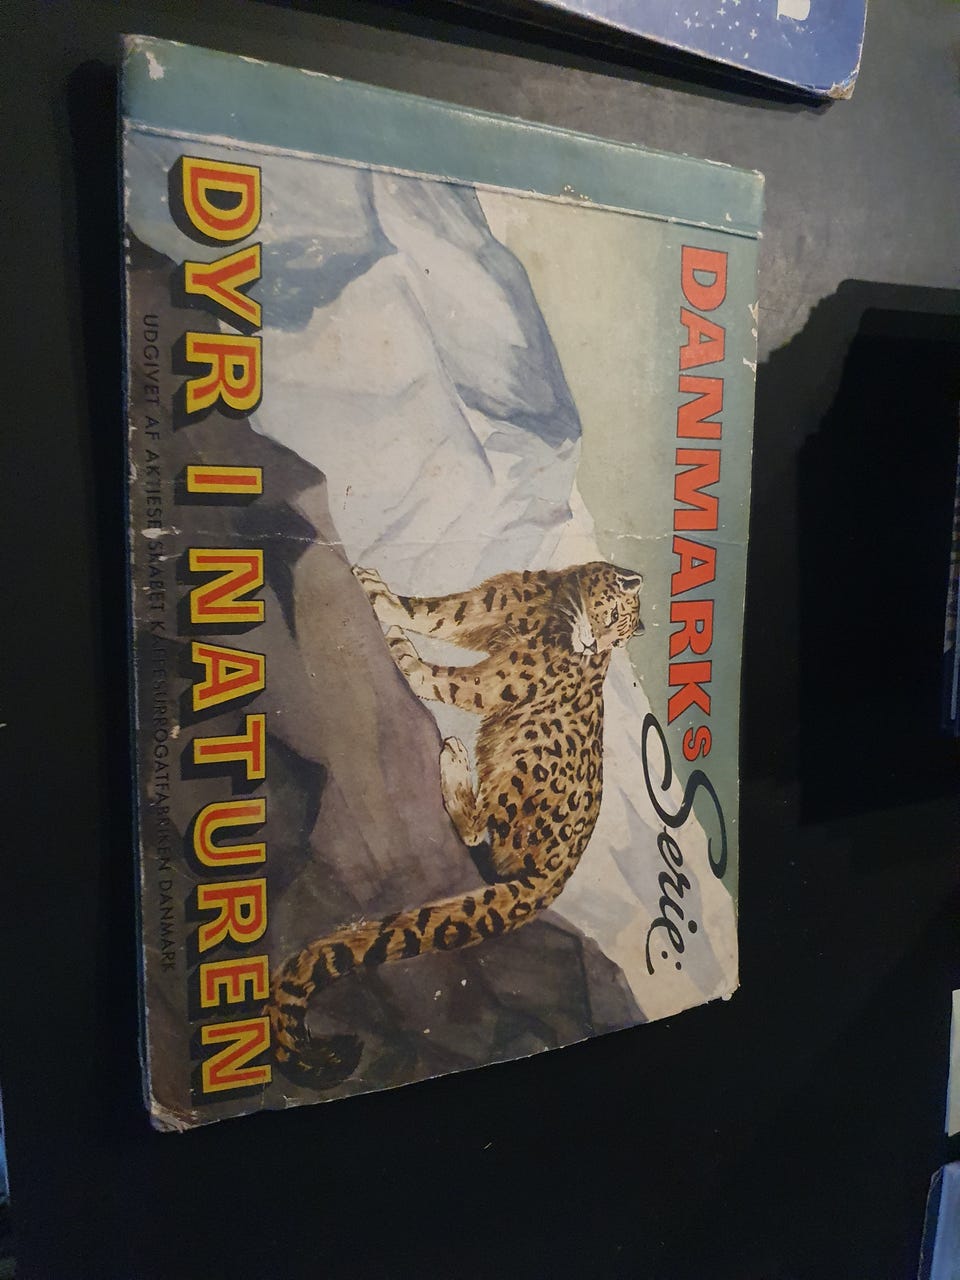 DANMARKS Serie:
DYR I NATUREN
UDGIVET AF AKTIESELSKABET KAFFESURROGATFABRIKEN DANMARK